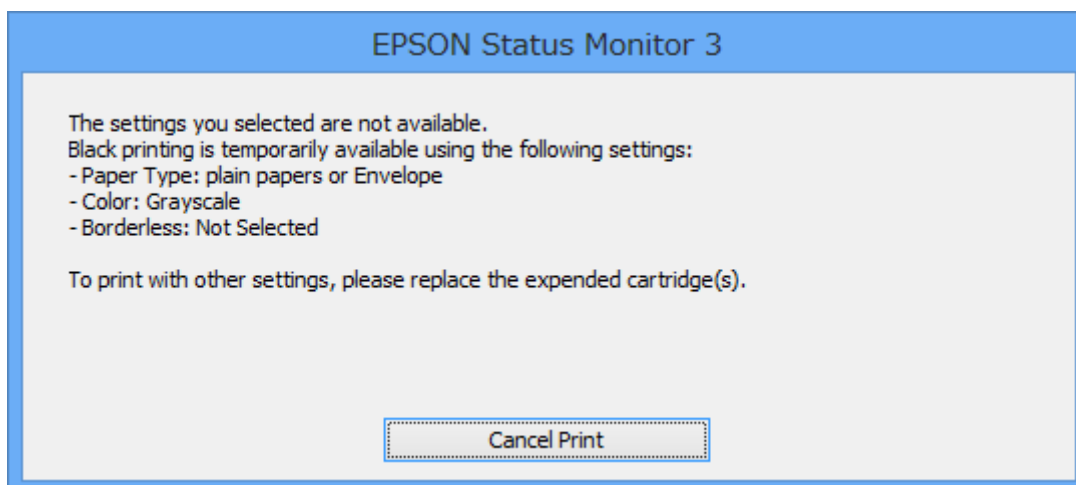 EPSON Status Monitor 3
The settings you selected are not available.
Black printing is temporarily available using the following settings:
- Paper Type: plain papers or Envelope
- Color: Grayscale
- Borderless: Not Selected
To print with other settings, please replace the expended cartridge(s).
Cancel Print